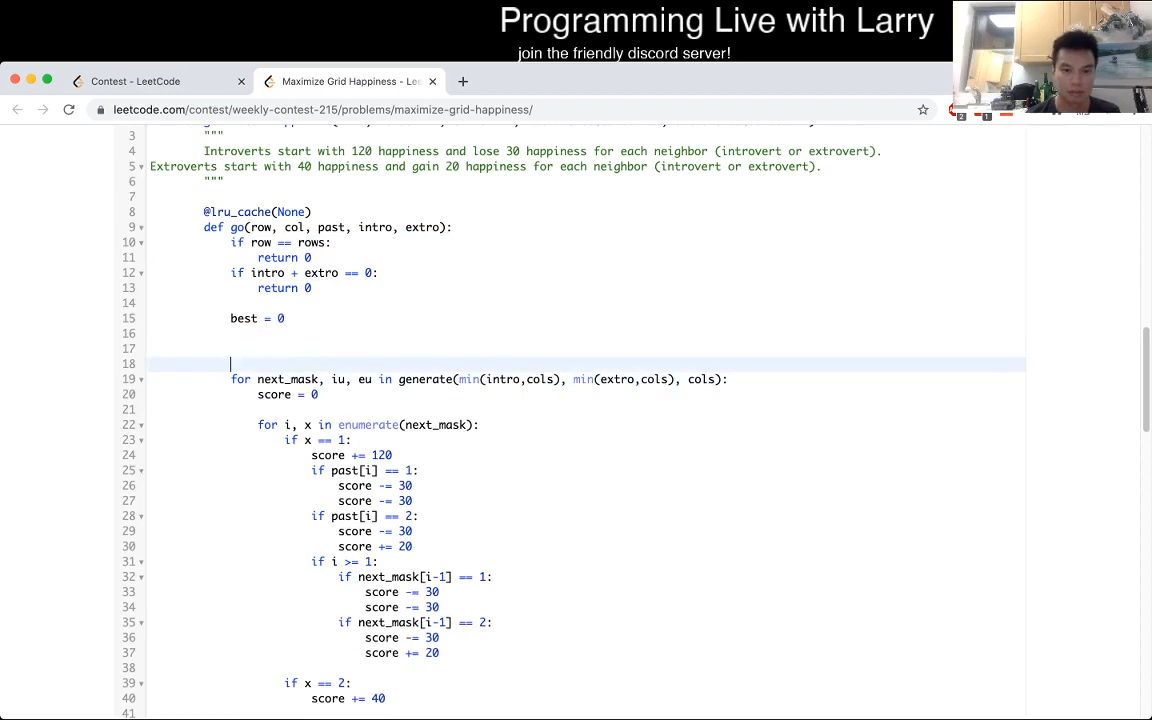 Programming Live with Larry
join the friendly discord server!
Contest - LeetCode
Maximize Grid Happiness - Lee
leetcode.com/contest/weekly-contest-215/problems/maximize-grid-happiness/
2 1
3 """
4 Introverts start with 120 happiness and lose 30 happiness for each neighbor (introvert or extrovert).
5 Extroverts start with 40 happiness and gain 20 happiness for each neighbor (introvert or extrovert).
6 """
7
8 @lru_cache(None)
9 def go(row, col, past, intro, extro):
10 if row == rows:
11 return 0
12 if intro + extro == 0:
13 return 0
14
15 best = 0
16
17
18
19 for next_mask, iu, eu in generate(min(intro,cols), min(extro,cols), cols):
20 score = 0
21
22 for i, x in enumerate(next_mask):
23 if x == 1:
24 score += 120
25 if past[i] == 1:
26 score -= 30
27 score -= 30
28 if past[i] == 2:
29 score -= 30
30 score += 20
31 if i >= 1:
32 if next_mask[i-1] == 1:
33 score -= 30
34 score -= 30
35 if next_mask[i-1] == 2:
36 score -= 30
37 score += 20
38
39 if x == 2:
40 score += 40
41